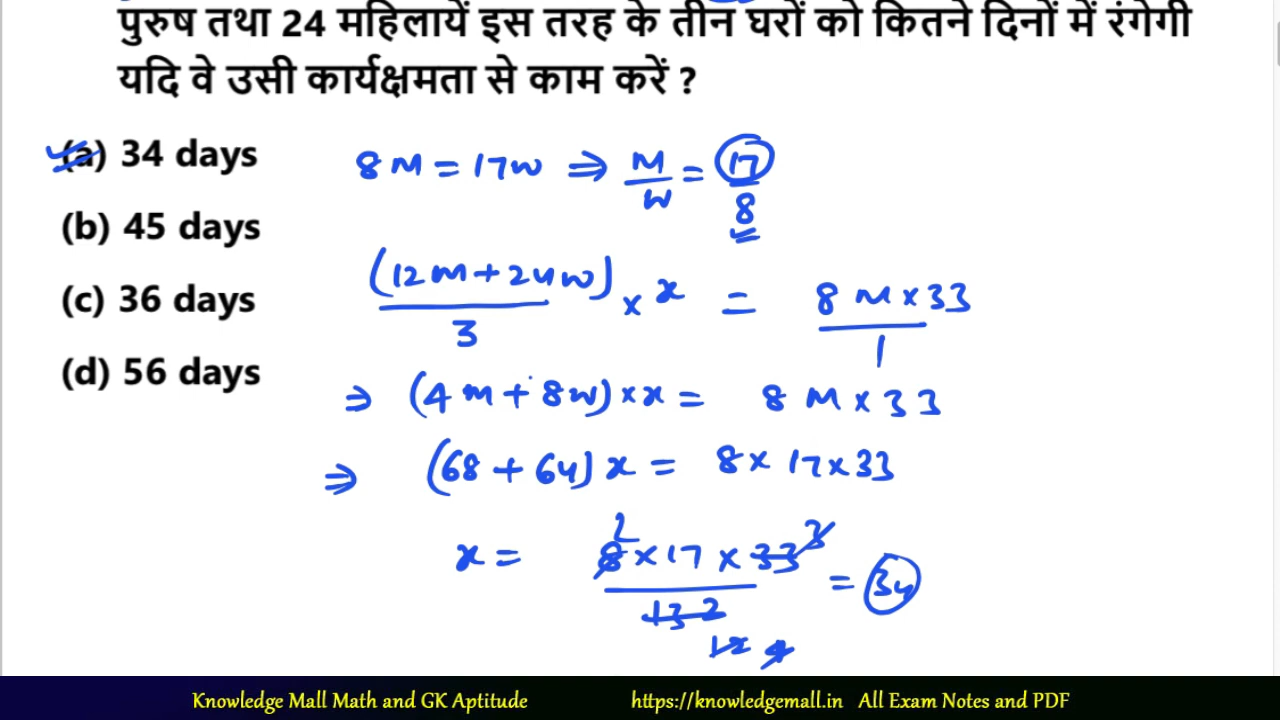 पुरुष तथा 24 महिलायें इस तरह के तीन घरों को कितने दिनों में रंगेगी
यदि वे उसी कार्यक्षमता से काम करें ?
(a) 34 days
8M = 17W ⇒ M/W = 17/8
(b) 45 days
(12M + 24W)/3 × x = 8M × 33/1
(c) 36 days
(d) 56 days
⇒ (4M + 8W) × x = 8M × 33
⇒ (68 + 64) x = 8 × 17 × 33
x = 8 × 17 × 33 / 132 = 34
Knowledge Mall Math and GK Aptitude https://knowledgemall.in All Exam Notes and PDF